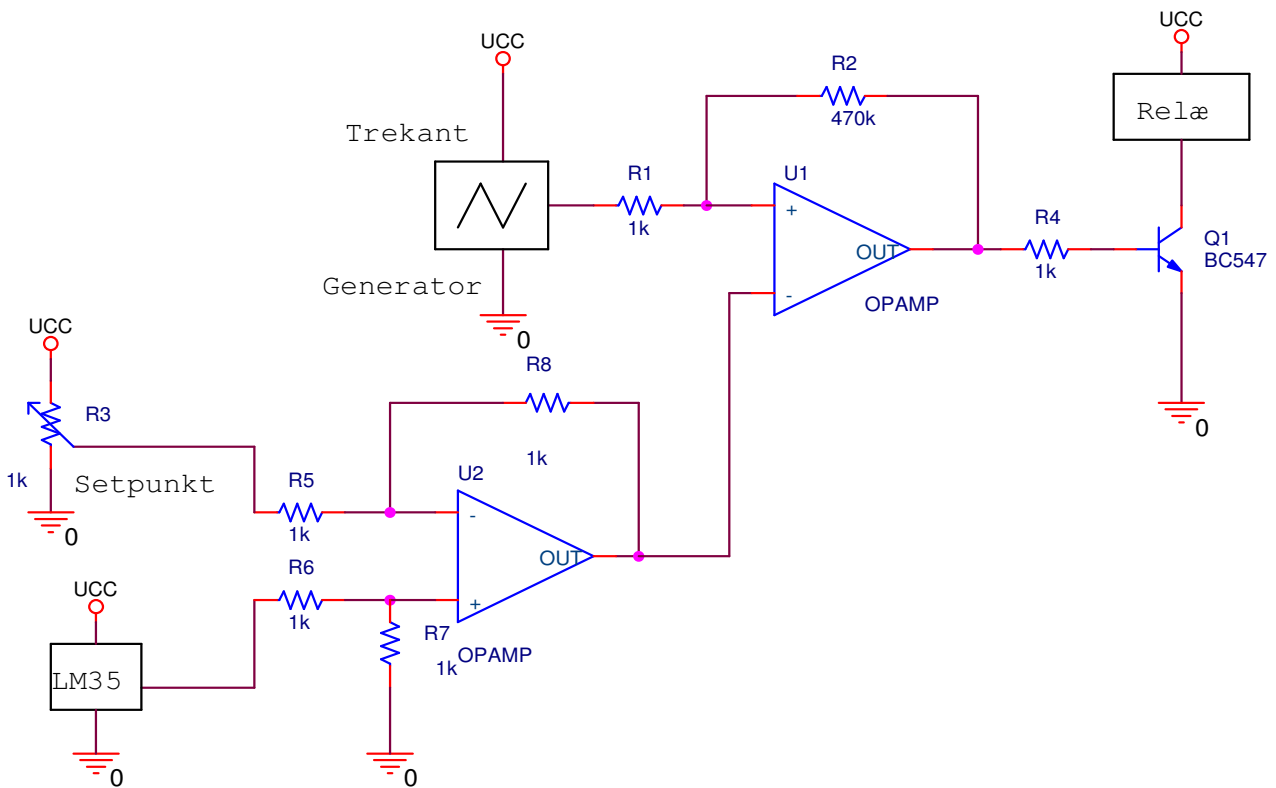 UCC
Trekant
Generator
0
R1
1k
R2
470k
U1
+
-
OUT
OPAMP
R4
1k
UCC
Relæ
Q1
BC547
0
UCC
R3
1k
Setpunkt
0
R5
1k
R8
1k
U2
-
+
OUT
OPAMP
R6
1k
R7
1k
0
UCC
LM35
0